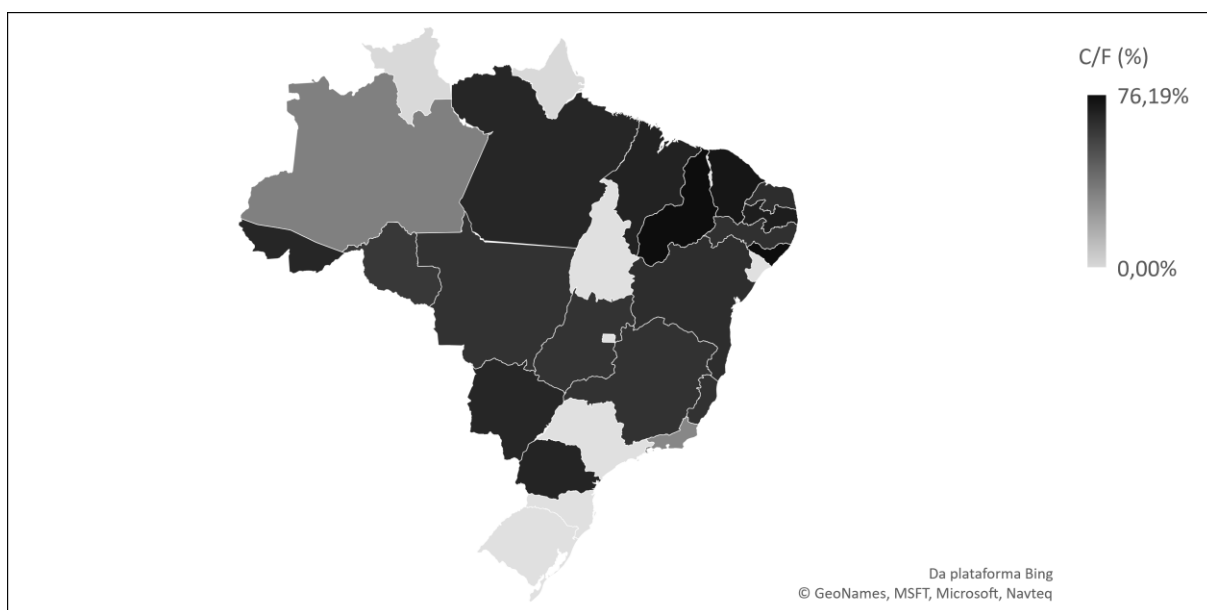 C/F (%)
76,19%
0,00%
Da plataforma Bing
© GeoNames, MSFT, Microsoft, Navteq